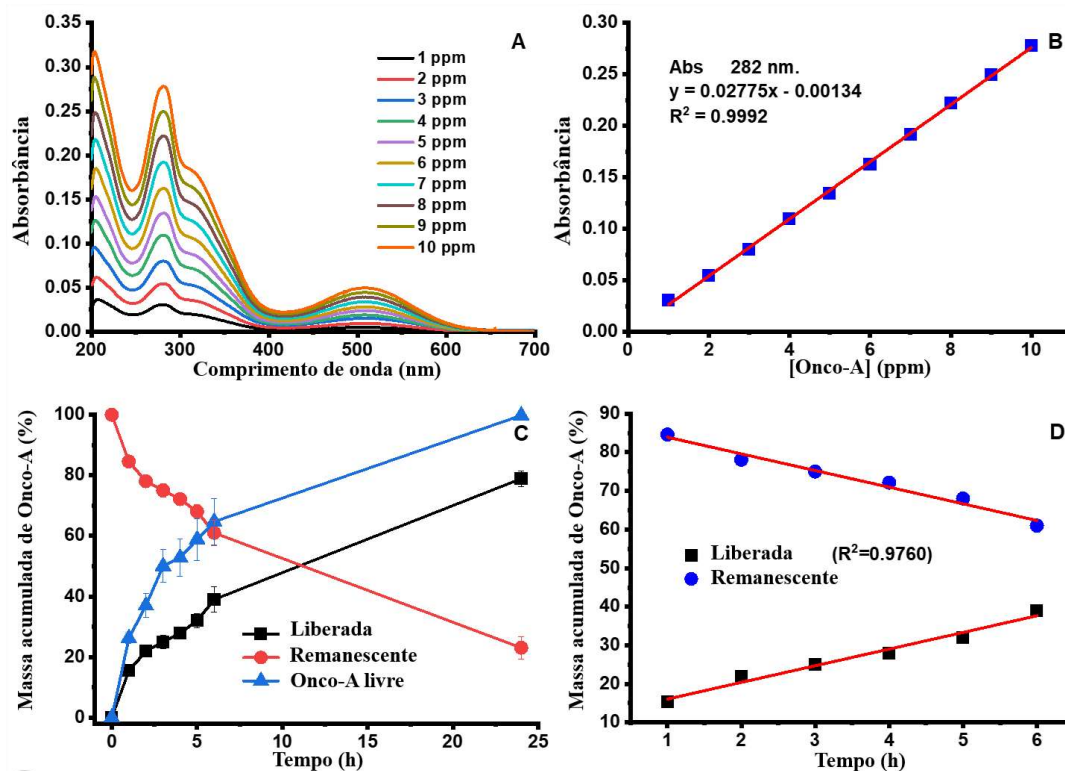 A
0.35
0.30
0.25
0.20
0.15
0.10
0.05
0.00
Absorbância
1 ppm
2 ppm
3 ppm
4 ppm
5 ppm
6 ppm
7 ppm
8 ppm
9 ppm
10 ppm
200 300 400 500 600 700
Comprimento de onda (nm)
B
0.30
0.25
0.20
0.15
0.10
0.05
0.00
Absorbância
Abs 282 nm.
y = 0.02775x - 0.00134
R² = 0.9992
0 2 4 6 8 10
[Onco-A] (ppm)
C
100
80
60
40
20
0
Massa acumulada de Onco-A (%)
Liberada
Remanescente
Onco-A livre
0 5 10 15 20 25
Tempo (h)
D
90
80
70
60
50
40
30
20
10
Massa acumulada de Onco-A (%)
Liberada (R²=0.9760)
Remanescente
1 2 3 4 5 6
Tempo (h)